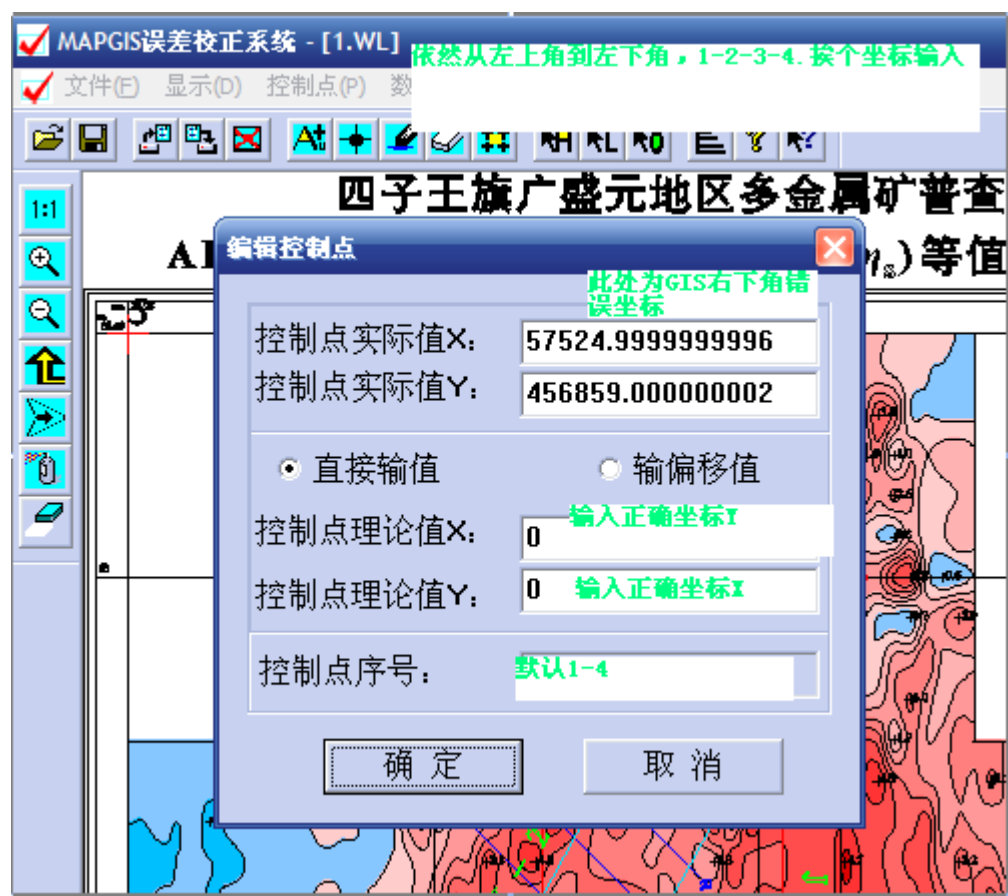 MAPGIS误差校正系统 - [1.WL]
依然从左上角到左下角，1-2-3-4.挨个坐标输入
文件(F) 显示(D) 控制点(P) 数
1:1
四子王旗广盛元地区多金属矿普查
)等值
编辑控制点
此处为GIS右下角错
误坐标
控制点实际值X： 57524.9999999996
控制点实际值Y： 456859.000000002
直接输值 输偏移值
控制点理论值X： 0 输入正确坐标Y
控制点理论值Y： 0 输入正确坐标X
控制点序号： 默认1-4
确 定 取 消